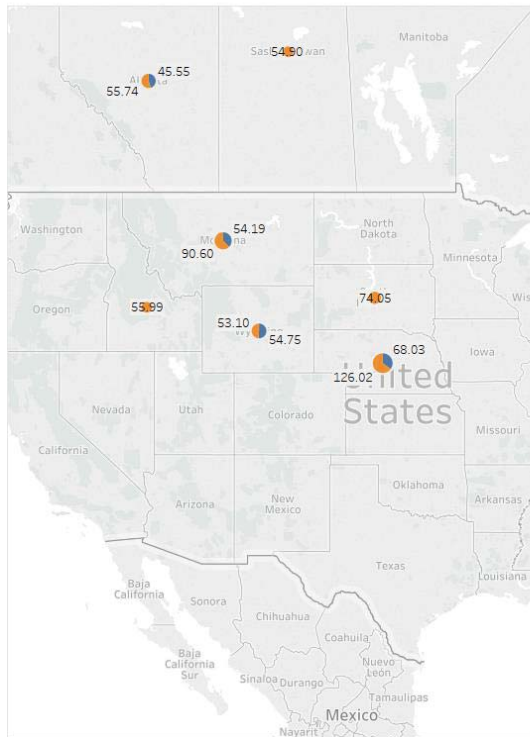 Manitoba
54.90
45.55
55.74
Washington
North
Dakota
Minnesota
54.19
90.60
Oregon
55.99
74.05
53.10
54.75
Iowa
68.03
126.02
United
States
Nevada
Utah
Colorado
Missouri
California
Arizona
New
Mexico
Oklahoma
Arkansas
Texas
Louisiana
Baja
California
Sonora
Chihuahua
Coahuila
Baja
California
Sur
Nuevo
León
Sinaloa
Durango
Tamaulipas
Mexico
Nayarit